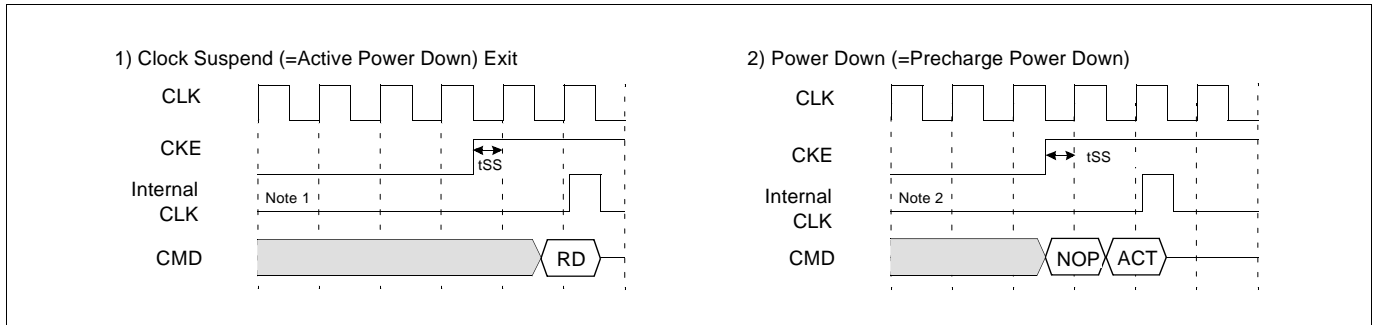 1) Clock Suspend (=Active Power Down) Exit
CLK
CKE
tSS
Internal
CLK
Note 1
CMD
RD
2) Power Down (=Precharge Power Down)
CLK
CKE
tSS
Internal
CLK
Note 2
CMD
NOP
ACT